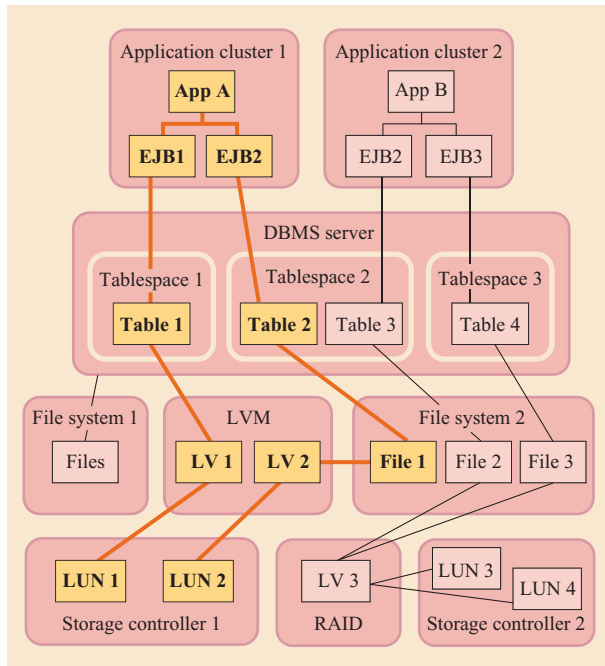 Application cluster 1
Application cluster 2
App A
App B
EJB1
EJB2
EJB2
EJB3
DBMS server
Tablespace 1
Tablespace 2
Tablespace 3
Table 1
Table 2
Table 3
Table 4
File system 1
LVM
File system 2
Files
LV 1
LV 2
File 1
File 2
File 3
LUN 1
LUN 2
LV 3
LUN 3
LUN 4
Storage controller 1
RAID
Storage controller 2